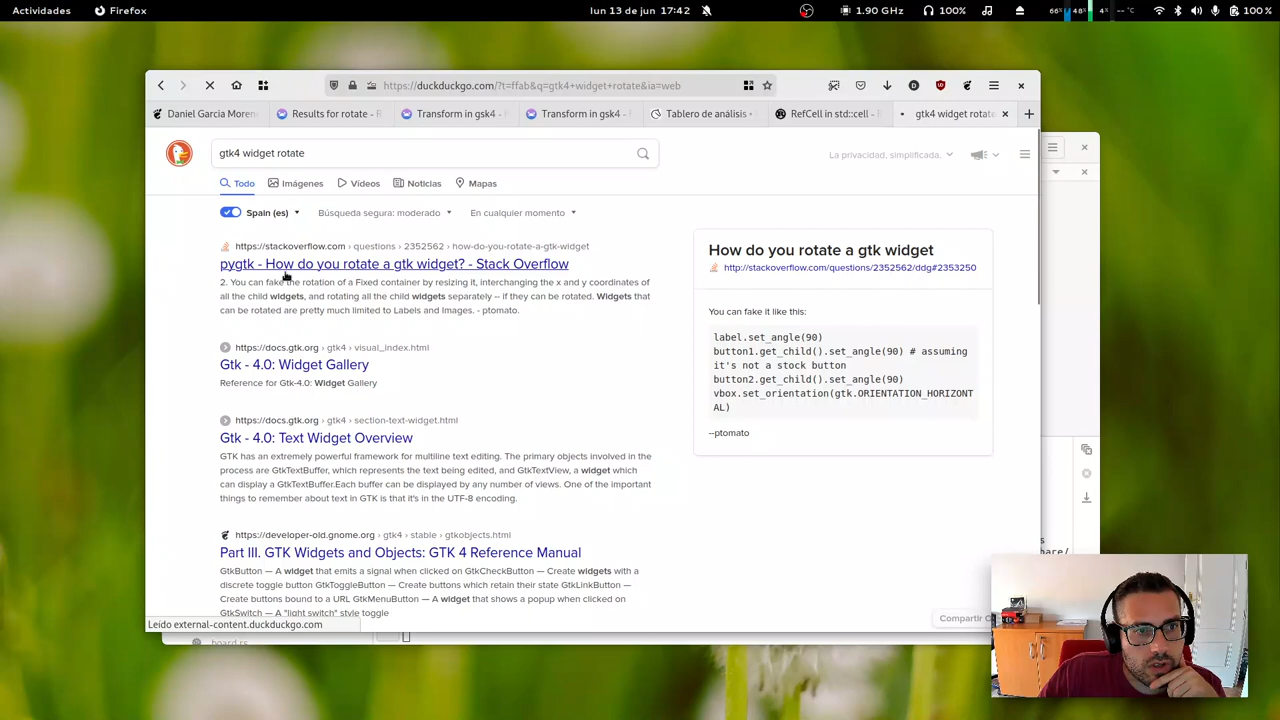 Actividades
Firefox
lun 13 de jun 17:42
1.90 GHz
100%
66%
48%
4%
-- °C
100 %
https://duckduckgo.com/?t=ffab&q=gtk4+widget+rotate&ia=web
Daniel Garcia Moren
Results for rotate - R
Transform in gsk4 -
Transform in gsk4 -
Tablero de análisis •
RefCell in std::cell -
gtk4 widget rotate
gtk4 widget rotate
La privacidad, simplificada.
Todo
Imágenes
Vídeos
Noticias
Mapas
Spain (es)
Búsqueda segura: moderado
En cualquier momento
https://stackoverflow.com › questions › 2352562 › how-do-you-rotate-a-gtk-widget
pygtk - How do you rotate a gtk widget? - Stack Overflow
2. You can fake the rotation of a Fixed container by resizing it, interchanging the x and y coordinates of
all the child widgets, and rotating all the child widgets separately -- if they can be rotated. Widgets that
can be rotated are pretty much limited to Labels and Images. - ptomato.
https://docs.gtk.org › gtk4 › visual_index.html
Gtk - 4.0: Widget Gallery
Reference for Gtk-4.0: Widget Gallery
https://docs.gtk.org › gtk4 › section-text-widget.html
Gtk - 4.0: Text Widget Overview
GTK has an extremely powerful framework for multiline text editing. The primary objects involved in the
process are GtkTextBuffer, which represents the text being edited, and GtkTextView, a widget which
can display a GtkTextBuffer.Each buffer can be displayed by any number of views. One of the important
things to remember about text in GTK is that it's in the UTF-8 encoding.
https://developer-old.gnome.org › gtk4 › stable › gtkobjects.html
Part III. GTK Widgets and Objects: GTK 4 Reference Manual
GtkButton — A widget that emits a signal when clicked on GtkCheckButton — Create widgets with a
discrete toggle button GtkToggleButton — Create buttons which retain their state GtkLinkButton —
Create buttons bound to a URL GtkMenuButton — A widget that shows a popup when clicked on
GtkSwitch — A "light switch" style toggle
How do you rotate a gtk widget
http://stackoverflow.com/questions/2352562/ddg#2353250
You can fake it like this:
label.set_angle(90)
button1.get_child().set_angle(90) # assuming
it's not a stock button
button2.get_child().set_angle(90)
vbox.set_orientation(gtk.ORIENTATION_HORIZONT
AL)
--ptomato
Compartir
Leído external-content.duckduckgo.com
board.rs